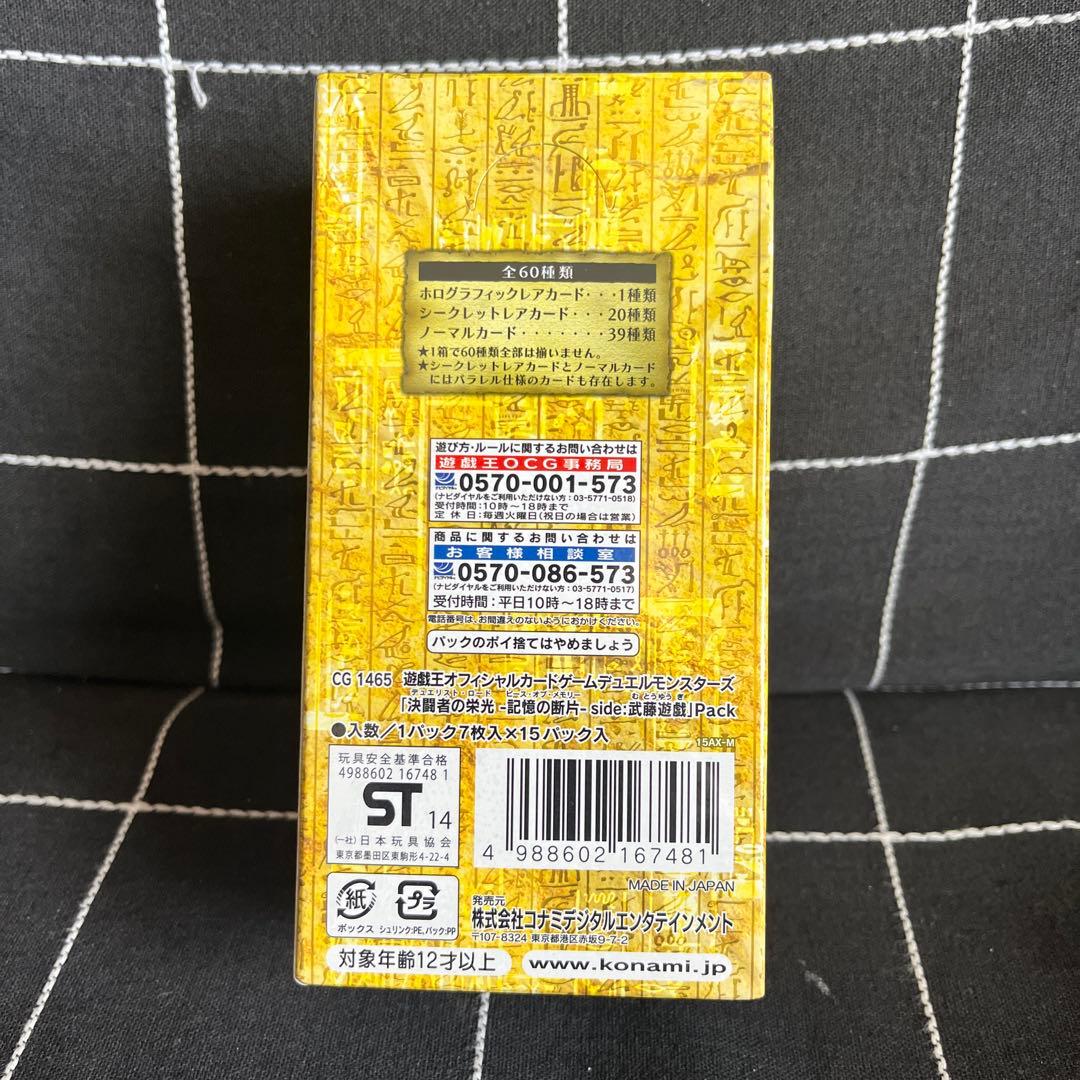 全60種類
ホログラフィックレアカード・・・1種類
シークレットレアカード・・・20種類
ノーマルカード・・・・・・・39種類
★1箱で60種類全部は揃いません。
★シークレットレアカードとノーマルカード
にはパラレル仕様のカードも存在します。
遊び方・ルールに関するお問い合わせは
遊戯王OCG事務局
ナビダイヤル® 0570-001-573
(ナビダイヤルをご利用いただけない方:03-5771-0518)
受付時間:10時〜18時まで
定休日:毎週火曜日(祝日の場合は営業)
商品に関するお問い合わせは
お客様相談室
ナビダイヤル® 0570-086-573
(ナビダイヤルをご利用いただけない方:03-5771-0517)
受付時間:平日10時〜18時まで
電話番号は、お間違えのないようにおかけください。
パックのポイ捨てはやめましょう
CG 1465 遊戯王オフィシャルカードゲームデュエルモンスターズ
デュエリスト・ロード ピース・オブ・メモリー むとうゆうぎ
「決闘者の栄光 -記憶の断片- side:武藤遊戯」Pack
●入数/1パック7枚入×15パック入
15AX-M
玩具安全基準合格
4988602 16748 1
ST 14
(一社)日本玩具協会
東京都墨田区東駒形4-22-4
4 988602 167481
MADE IN JAPAN
紙
ボックス
プラ
シュリンク:PE、パック:PP
発売元
株式会社コナミデジタルエンタテインメント
〒107-8324 東京都港区赤坂9-7-2
対象年齢12才以上
www.konami.jp